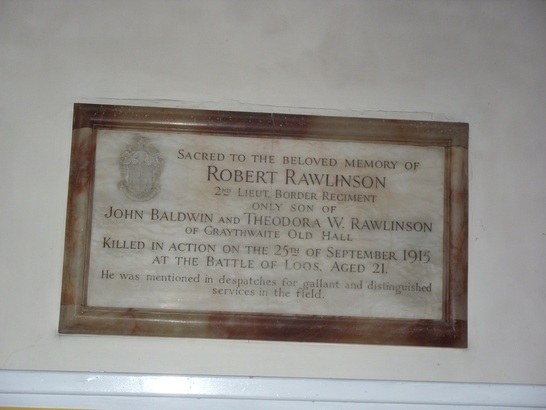 SACRED TO THE BELOVED MEMORY OF
ROBERT RAWLINSON
2ND LIEUT. BORDER REGIMENT
ONLY SON OF
JOHN BALDWIN AND THEODORA W. RAWLINSON
OF GRAYTHWAITE OLD HALL
KILLED IN ACTION ON THE 25TH OF SEPTEMBER 1915
AT THE BATTLE OF LOOS, AGED 21.
He was mentioned in despatches for gallant and distinguished
services in the field.